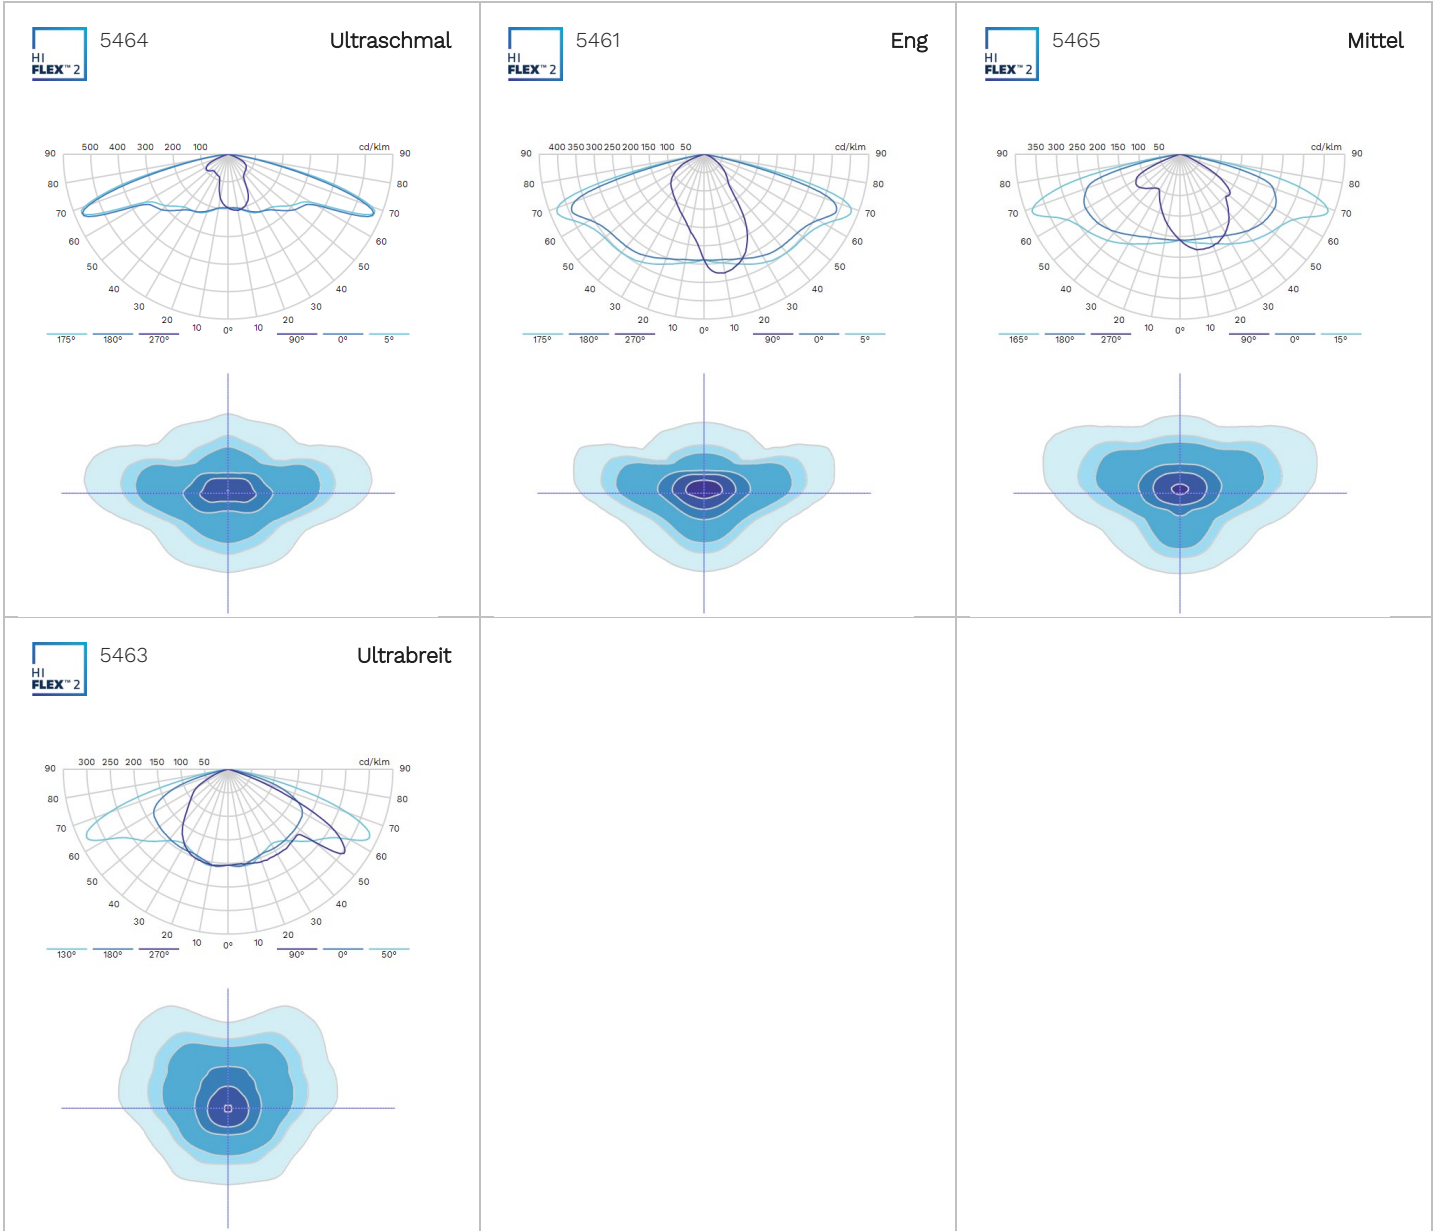 5464 Ultraschmal
HI
FLEX™ 2
500 400 300 200 100 cd/klm
90 90
80 80
70 70
60 60
50 50
40 40
30 30
20 10 0° 10 20
175° 180° 270° 90° 0° 5°
5461 Eng
HI
FLEX™ 2
400 350 300 250 200 150 100 50 cd/klm
90 90
80 80
70 70
60 60
50 50
40 40
30 30
20 10 0° 10 20
175° 180° 270° 90° 0° 5°
5465 Mittel
HI
FLEX™ 2
350 300 250 200 150 100 50 cd/klm
90 90
80 80
70 70
60 60
50 50
40 40
30 30
20 10 0° 10 20
165° 180° 270° 90° 0° 15°
5463 Ultrabreit
HI
FLEX™ 2
300 250 200 150 100 50 cd/klm
90 90
80 80
70 70
60 60
50 50
40 40
30 30
20 10 0° 10 20
130° 180° 270° 90° 0° 50°